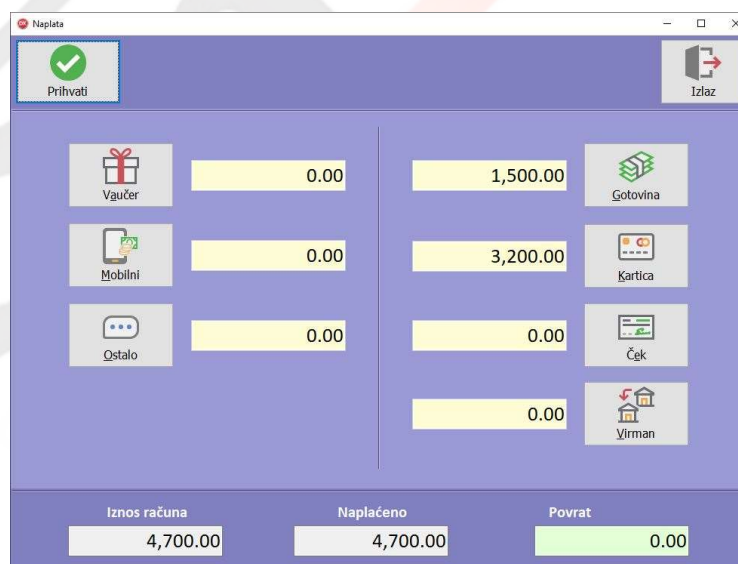 Naplata
Prihvati
Izlaz
Vaučer
0.00
1,500.00
Gotovina
Mobilni
0.00
3,200.00
Kartica
Ostalo
0.00
0.00
Ček
0.00
Virman
Iznos računa
Naplaćeno
Povrat
4,700.00
4,700.00
0.00